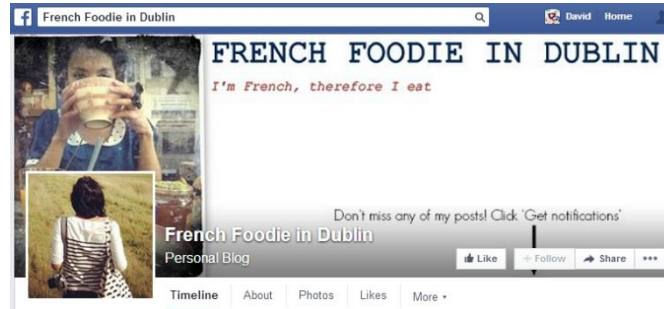 French Foodie in Dublin
David Home
FRENCH FOODIE IN DUBLIN
I'm French, therefore I eat
Don't miss any of my posts! Click 'Get notifications'
French Foodie in Dublin
Personal Blog
Like + Follow Share
Timeline About Photos Likes More